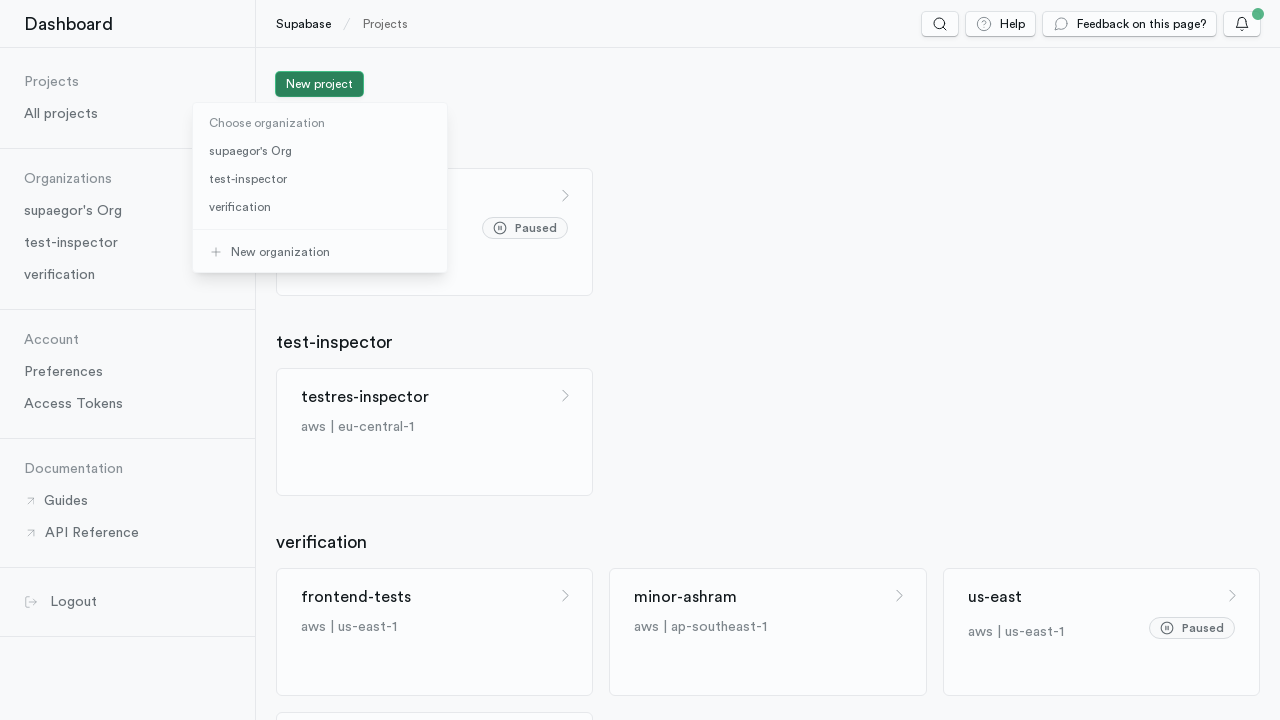 Dashboard
Supabase / Projects
Help
Feedback on this page?
Projects
All projects
Organizations
supaegor's Org
test-inspector
verification
Account
Preferences
Access Tokens
Documentation
Guides
API Reference
Logout
New project
Choose organization
supaegor's Org
test-inspector
verification
New organization
Paused
test-inspector
testres-inspector
aws | eu-central-1
verification
frontend-tests
aws | us-east-1
minor-ashram
aws | ap-southeast-1
us-east
aws | us-east-1
Paused